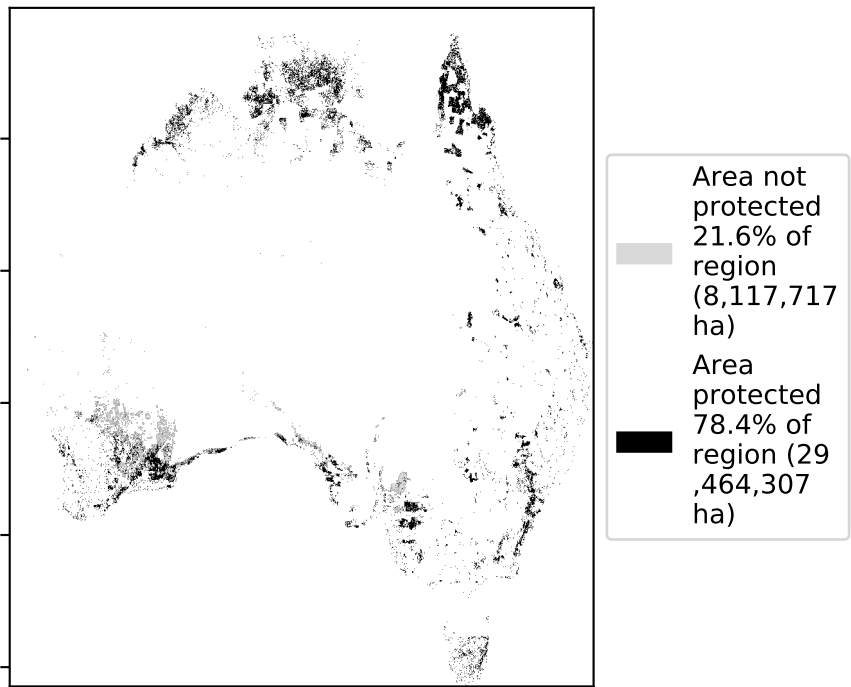 Area not
protected
21.6% of
region
(8,117,717
ha)
Area
protected
78.4% of
region (29
,464,307
ha)